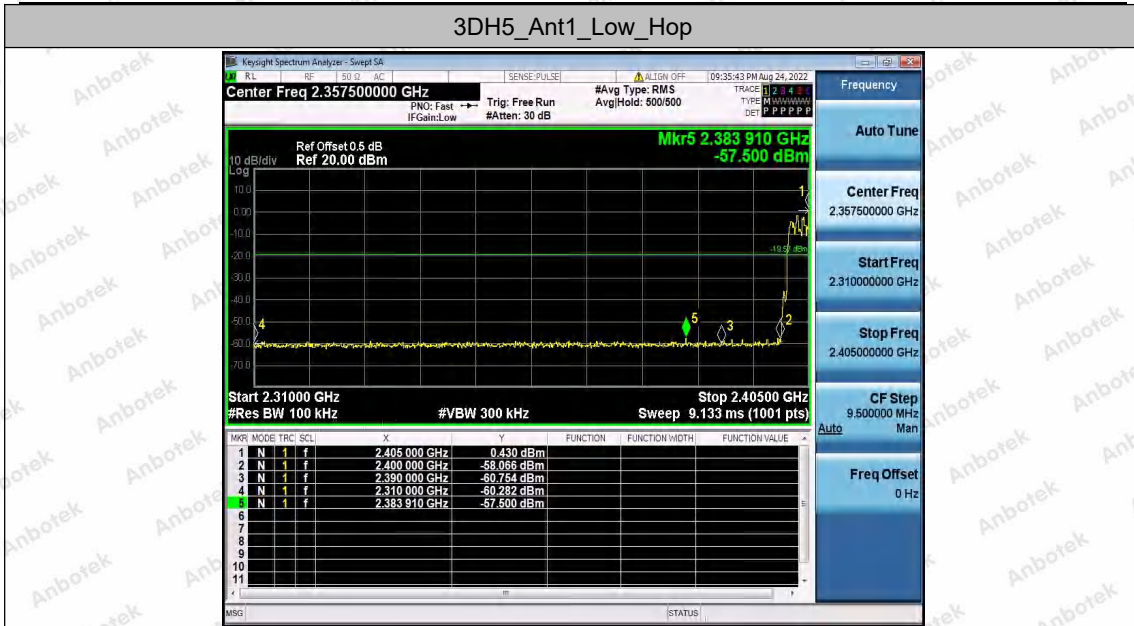 3DH5_Ant1_Low_Hop
Keysight Spectrum Analyzer - Swept SA
RL RF 50 Ω AC SENSE:PULSE ALIGN OFF 09:35:43 PM Aug 24, 2022
Center Freq 2.357500000 GHz
PNO: Fast
IFGain:Low
Trig: Free Run
#Atten: 30 dB
#Avg Type: RMS
Avg|Hold: 500/500
TRACE 1 2 3 4 5 6
TYPE M WWWWW
DET P P P P P P
Ref Offset 0.5 dB
10 dB/div Ref 20.00 dBm
Log
Mkr5 2.383 910 GHz
-57.500 dBm
10.0
0.00
-10.0
-20.0
-30.0
-40.0
-50.0
-60.0
-70.0
-19.57 dBm
1
2
3
4
5
Start 2.31000 GHz Stop 2.40500 GHz
#Res BW 100 kHz #VBW 300 kHz Sweep 9.133 ms (1001 pts)
MKR MODE TRC SCL X Y FUNCTION FUNCTION WIDTH FUNCTION VALUE
1 N 1 f 2.405 000 GHz 0.430 dBm
2 N 1 f 2.400 000 GHz -58.066 dBm
3 N 1 f 2.390 000 GHz -60.754 dBm
4 N 1 f 2.310 000 GHz -60.282 dBm
5 N 1 f 2.383 910 GHz -57.500 dBm
6
7
8
9
10
11
MSG STATUS
Frequency
Auto Tune
Center Freq
2.357500000 GHz
Start Freq
2.310000000 GHz
Stop Freq
2.405000000 GHz
CF Step
9.500000 MHz
Auto Man
Freq Offset
0 Hz
Anbotek